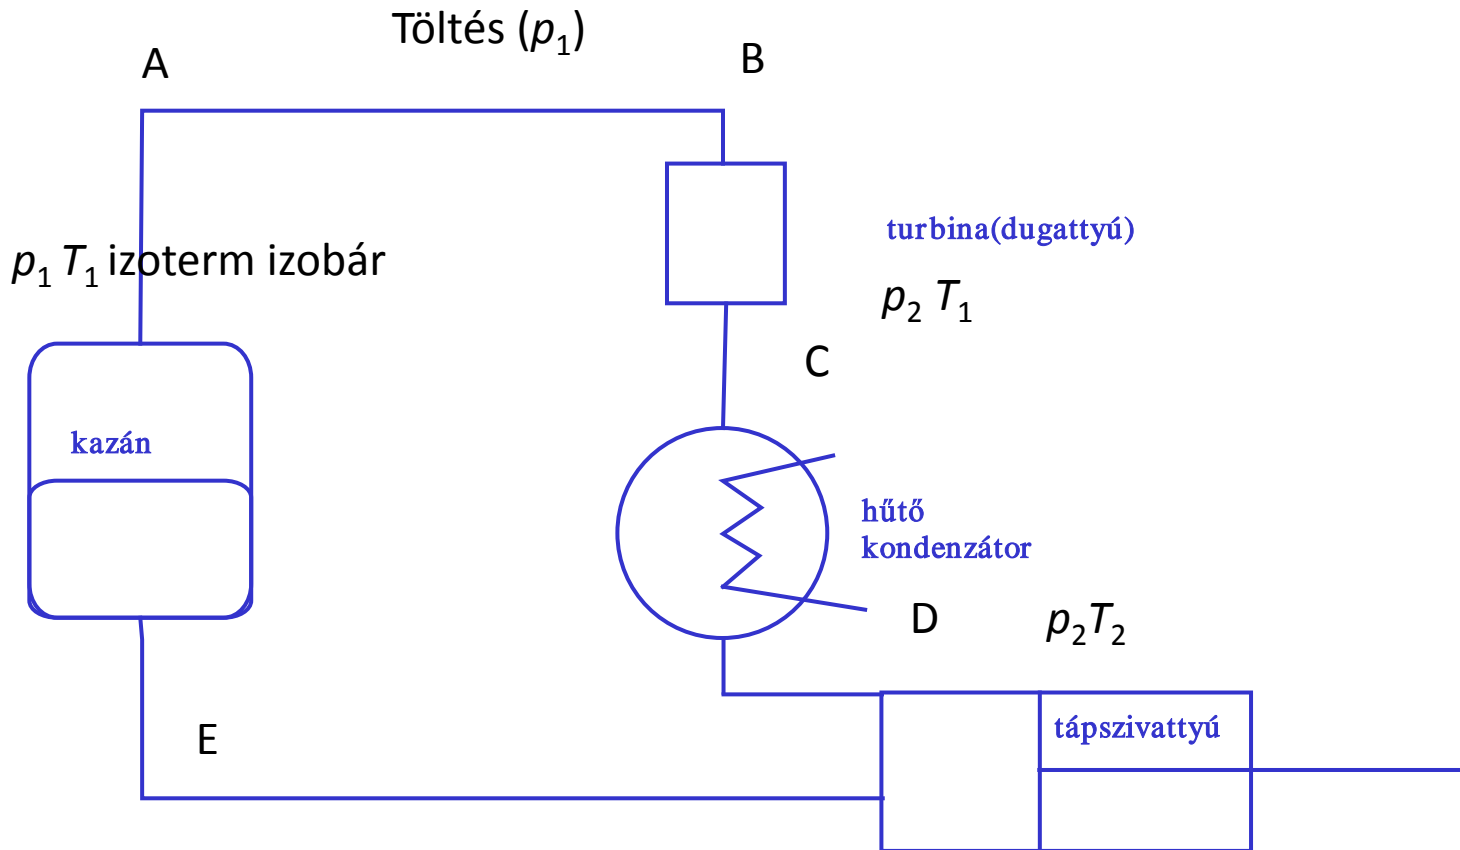 Töltés (p₁)
A
B
turbina(dugattyú)
p₁ T₁ izoterm izobár
p₂ T₁
C
kazán
hűtő
kondenzátor
D
p₂T₂
tápszivattyú
E